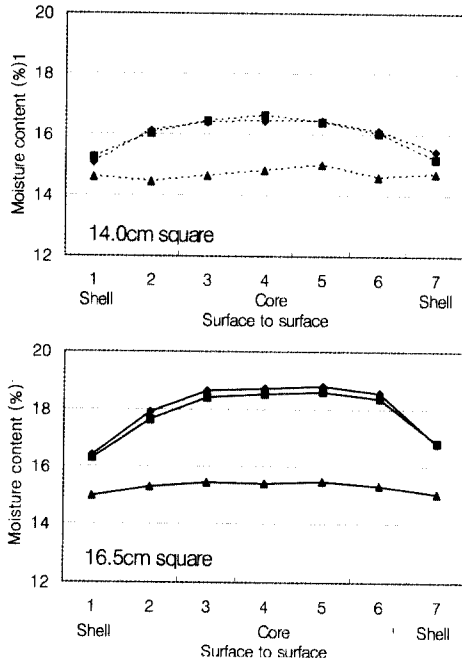 20
18
16
14
12
Moisture content (%)1
14.0cm square
1 2 3 4 5 6 7
Shell Core Shell
Surface to surface
20
18
16
14
12
Moisture content (%)
16.5cm square
1 2 3 4 5 6 7
Shell Core Shell
Surface to surface